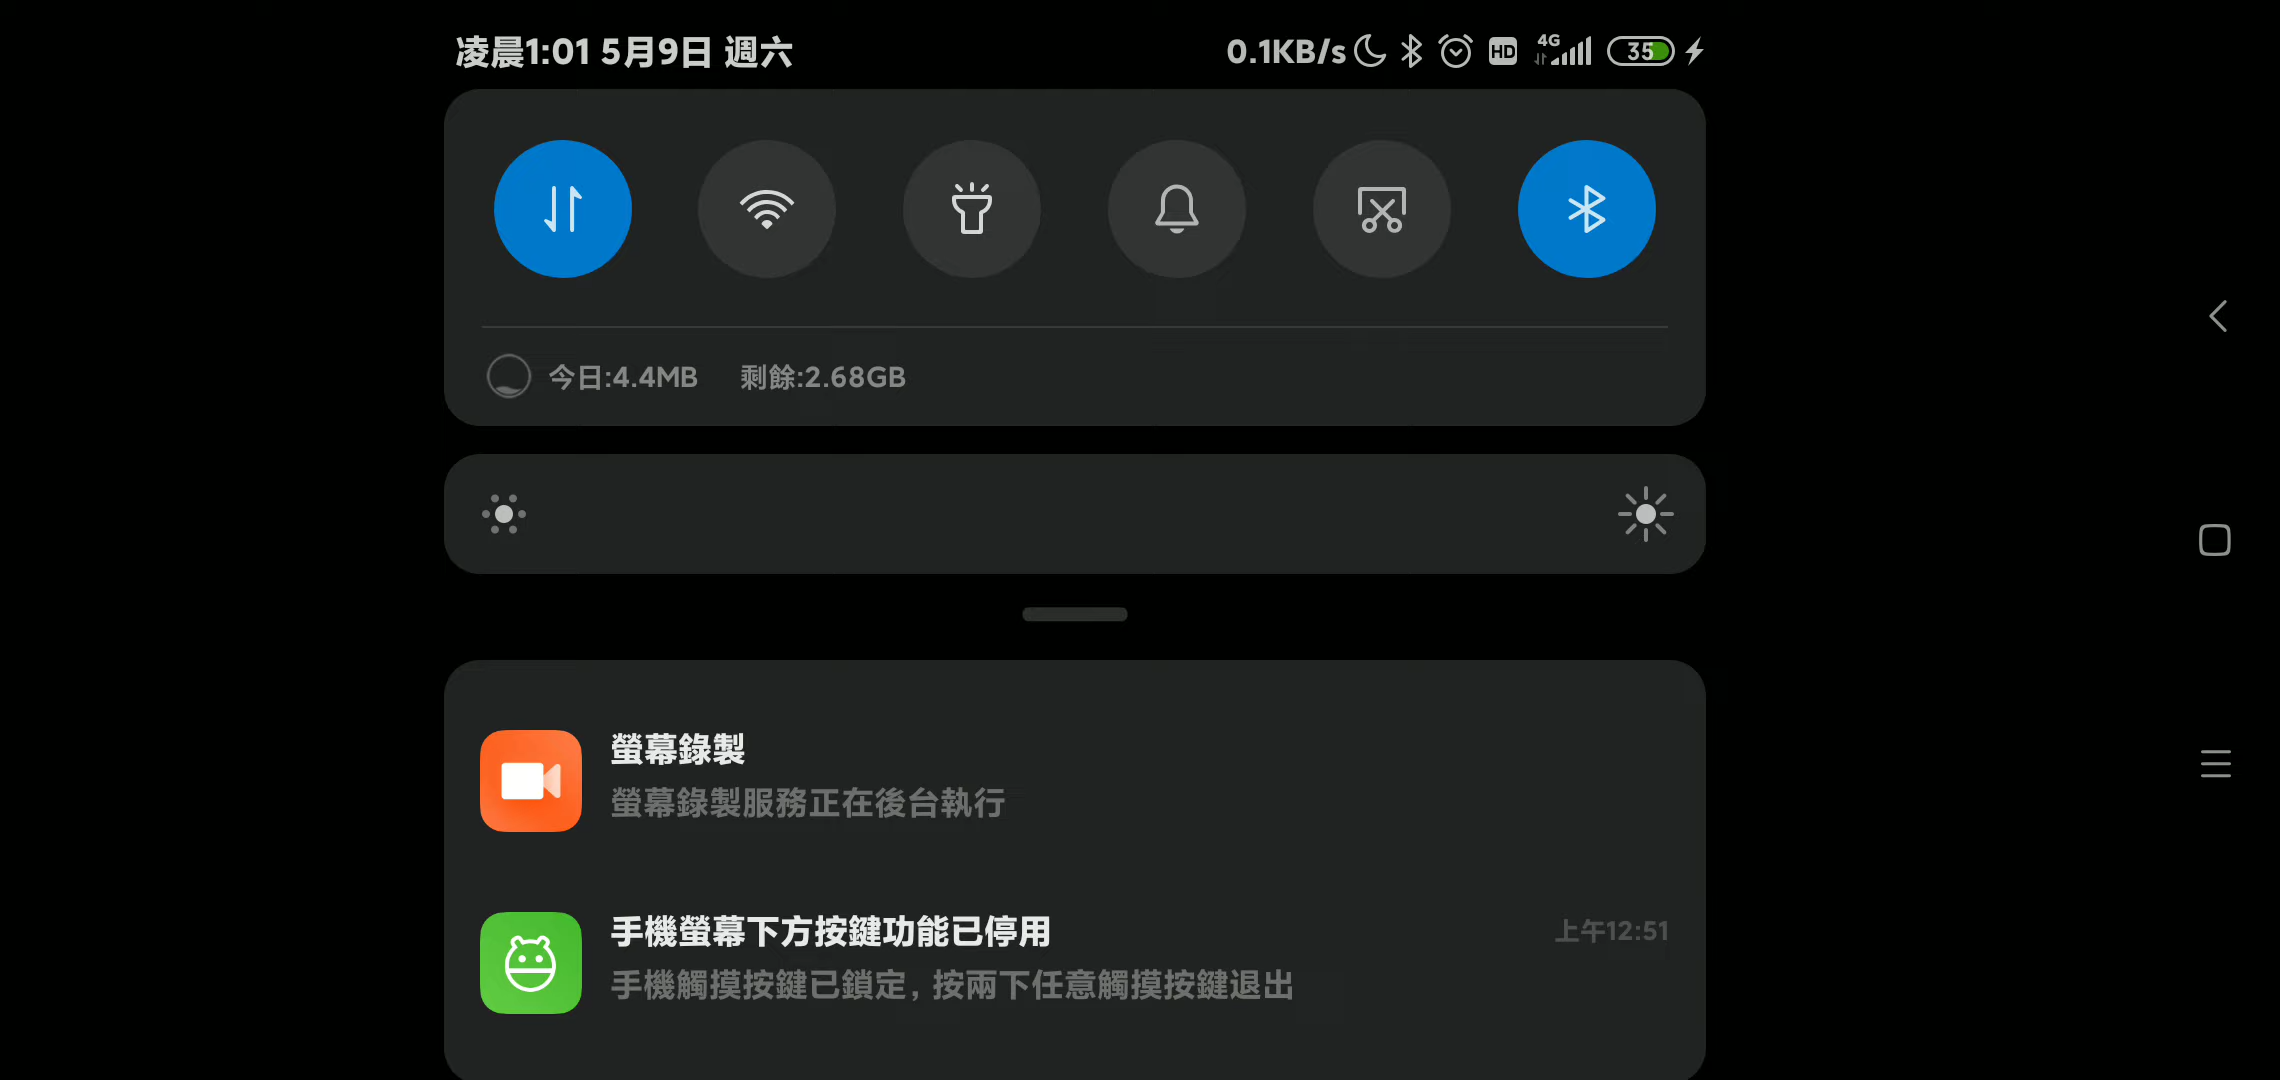 凌晨1:01 5月9日 週六
0.1KB/s HD 4G 35
今日:4.4MB 剩餘:2.68GB
螢幕錄製
螢幕錄製服務正在後台執行
手機螢幕下方按鍵功能已停用 上午12:51
手機觸摸按鍵已鎖定, 按兩下任意觸摸按鍵退出